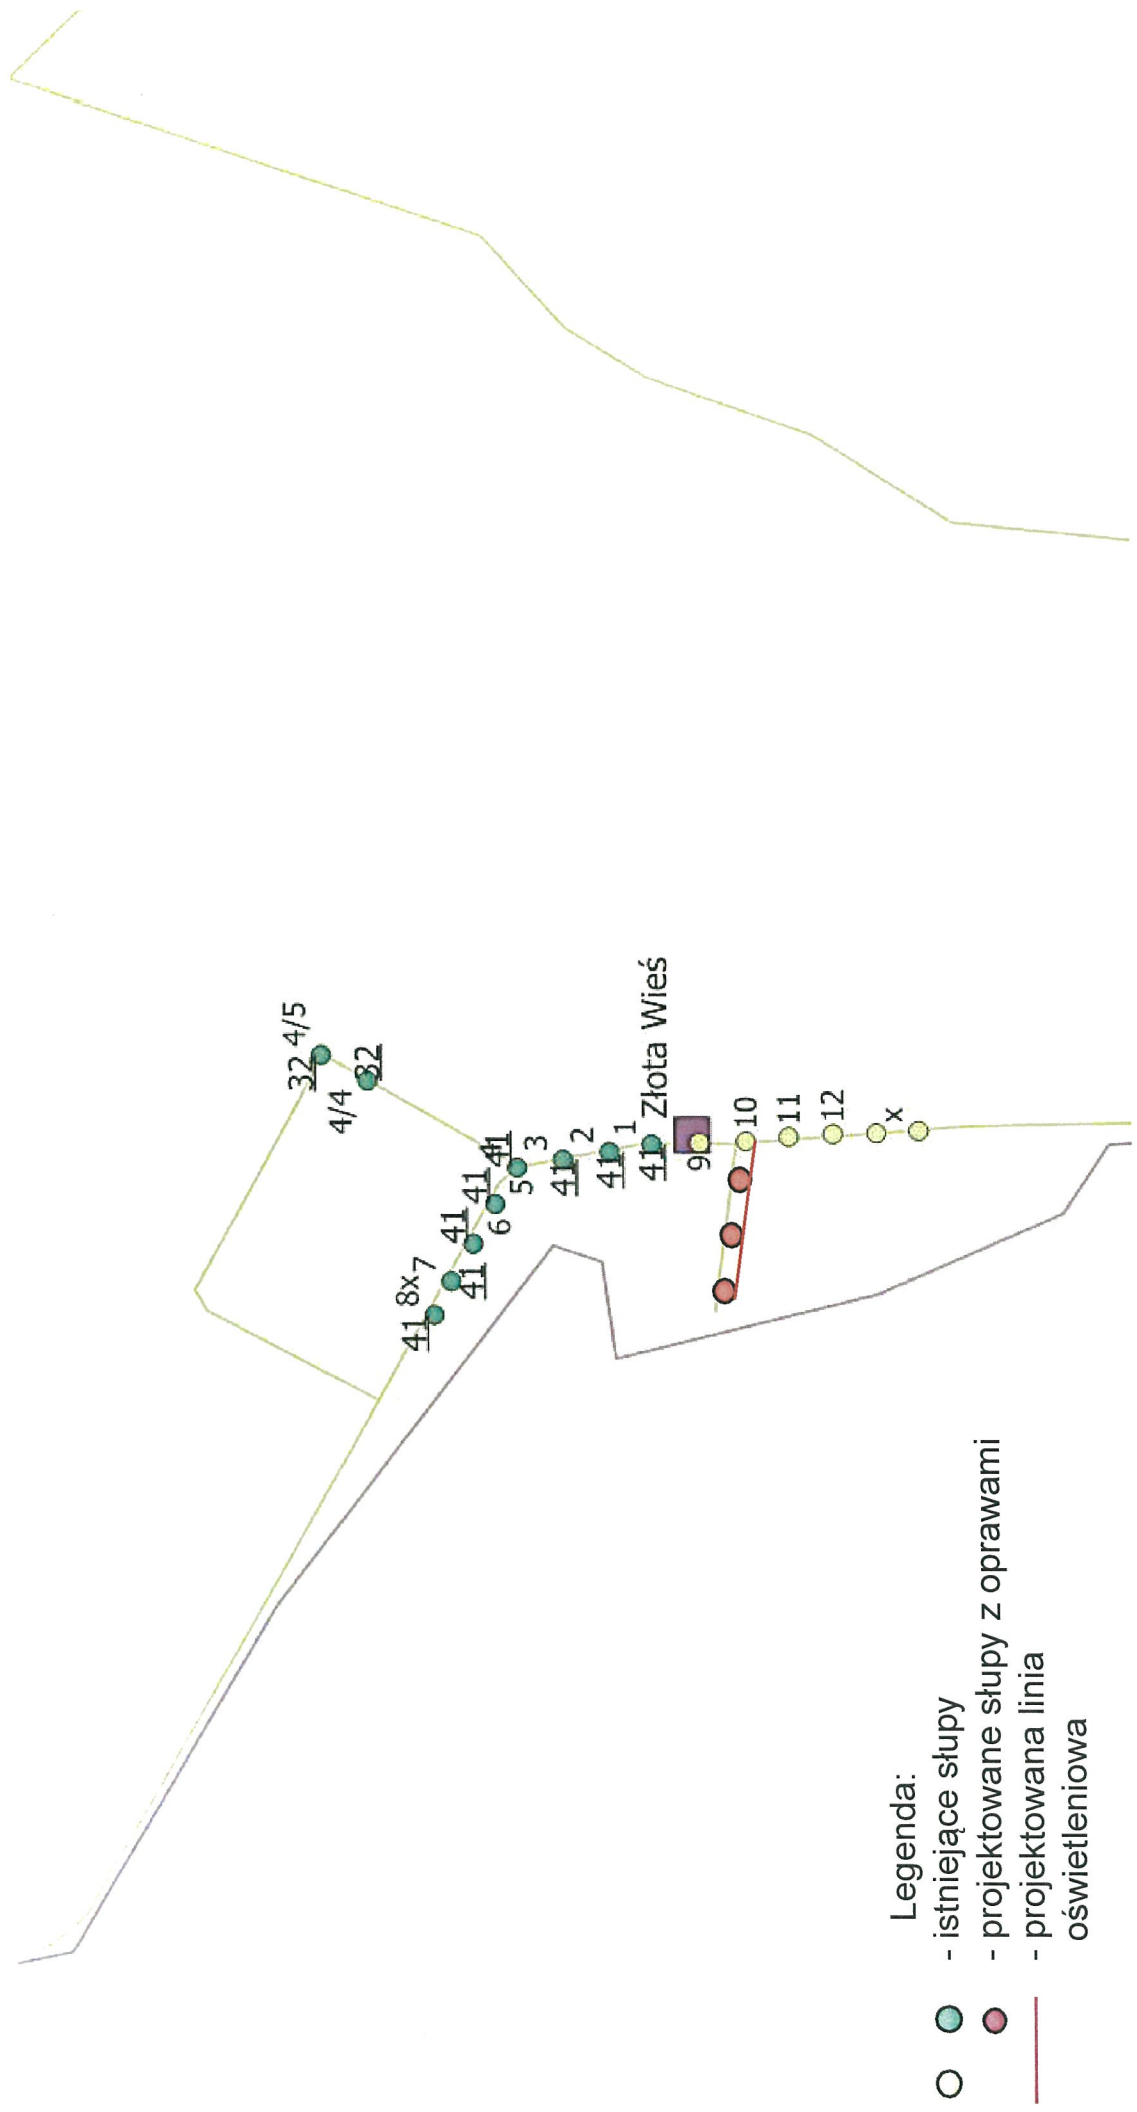 32 4/5
4/4 32
41
41 8x 7
41
41
6 41
5 41
3
41 2
41 1
41 Złota Wieś
9
10
11
12
x
Legenda:
- istniejące słupy
- projektowane słupy z oprawami
- projektowana linia
oświetleniowa